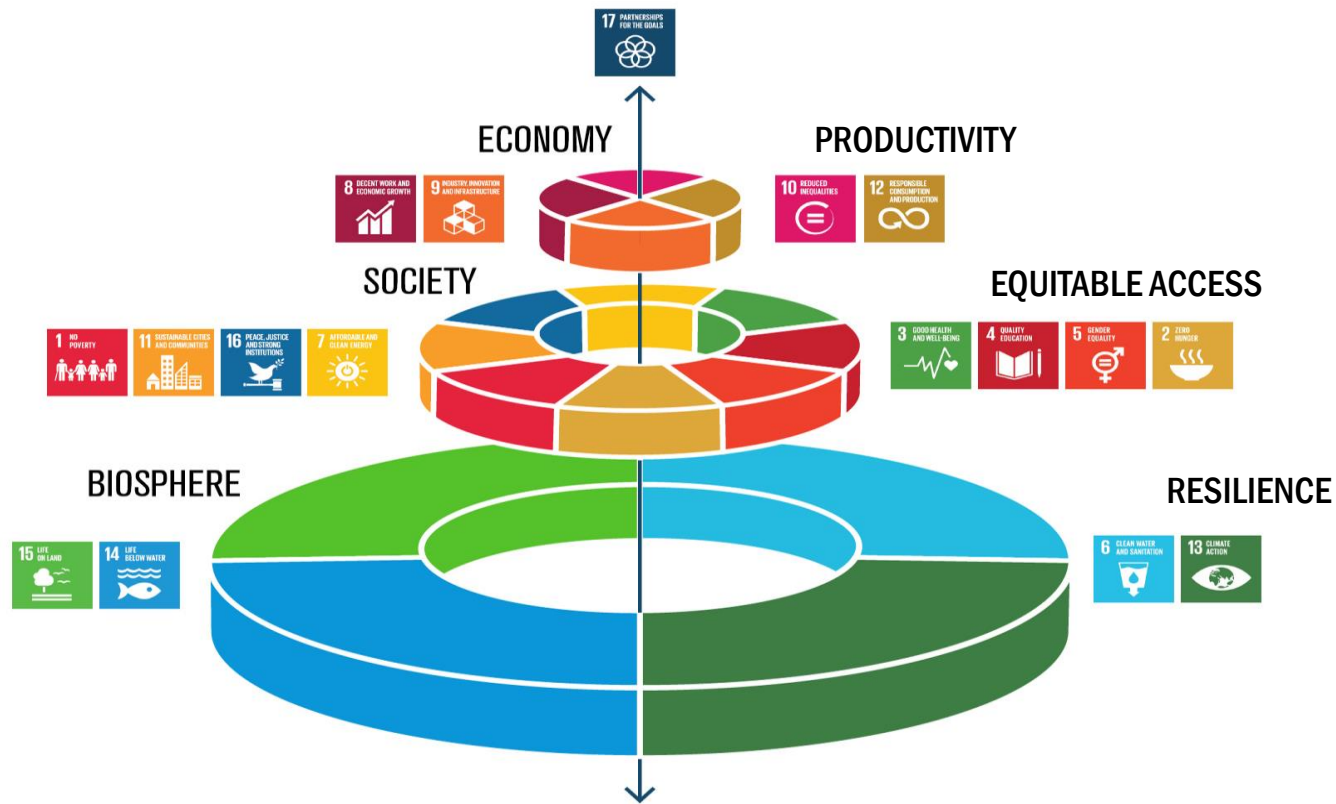 17 PARTNERSHIPS
FOR THE GOALS
ECONOMY
PRODUCTIVITY
8 DECENT WORK AND
ECONOMIC GROWTH
9 INDUSTRY, INNOVATION
AND INFRASTRUCTURE
10 REDUCED
INEQUALITIES
12 RESPONSIBLE
CONSUMPTION
AND PRODUCTION
SOCIETY
EQUITABLE ACCESS
1 NO
POVERTY
11 SUSTAINABLE CITIES
AND COMMUNITIES
16 PEACE, JUSTICE
AND STRONG
INSTITUTIONS
7 AFFORDABLE AND
CLEAN ENERGY
3 GOOD HEALTH
AND WELL-BEING
4 QUALITY
EDUCATION
5 GENDER
EQUALITY
2 ZERO
HUNGER
BIOSPHERE
RESILIENCE
15 LIFE
ON LAND
14 LIFE
BELOW WATER
6 CLEAN WATER
AND SANITATION
13 CLIMATE
ACTION